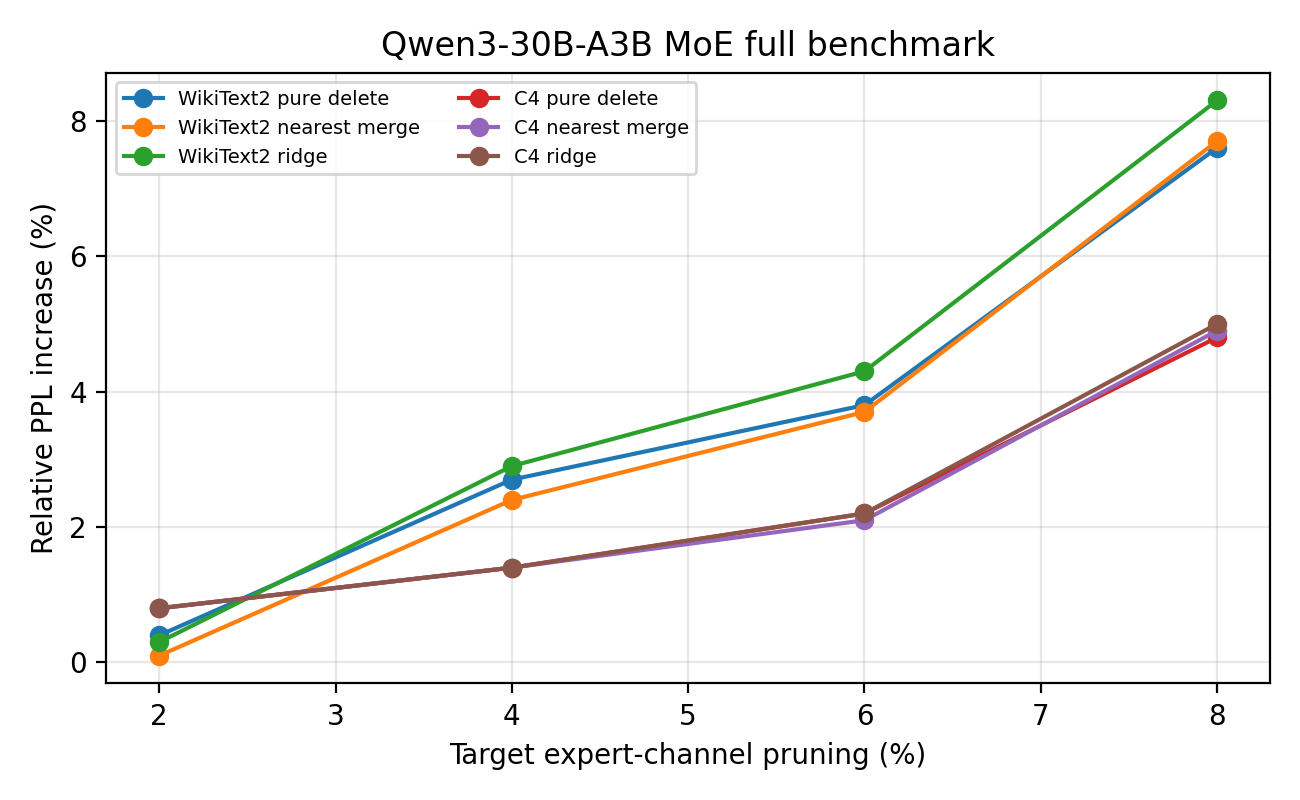 Qwen3-30B-A3B MoE full benchmark
WikiText2 pure delete
WikiText2 nearest merge
WikiText2 ridge
C4 pure delete
C4 nearest merge
C4 ridge
Relative PPL increase (%)
8
6
4
2
0
2 3 4 5 6 7 8
Target expert-channel pruning (%)